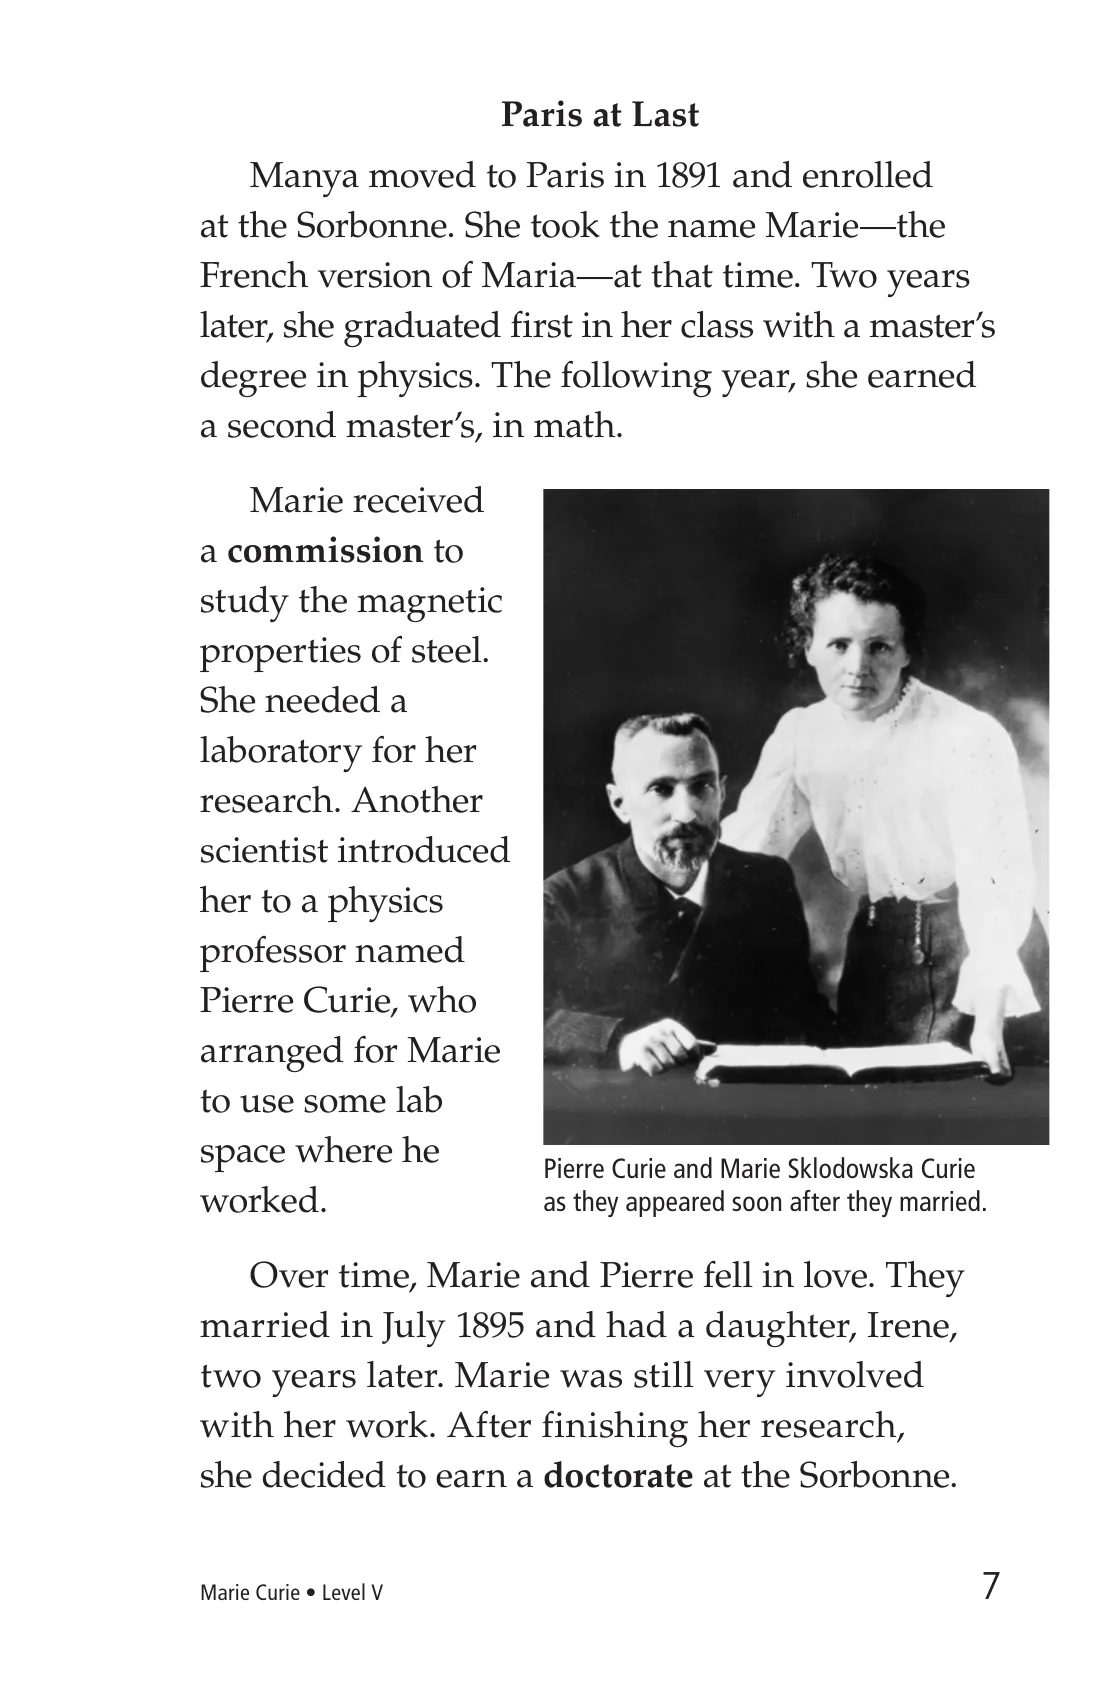 Paris at Last
Manya moved to Paris in 1891 and enrolled
at the Sorbonne. She took the name Marie—the
French version of Maria—at that time. Two years
later, she graduated first in her class with a master’s
degree in physics. The following year, she earned
a second master’s, in math.
Marie received
a commission to
study the magnetic
properties of steel.
She needed a
laboratory for her
research. Another
scientist introduced
her to a physics
professor named
Pierre Curie, who
arranged for Marie
to use some lab
space where he
worked.
Pierre Curie and Marie Sklodowska Curie
as they appeared soon after they married.
Over time, Marie and Pierre fell in love. They
married in July 1895 and had a daughter, Irene,
two years later. Marie was still very involved
with her work. After finishing her research,
she decided to earn a doctorate at the Sorbonne.
Marie Curie • Level V
7